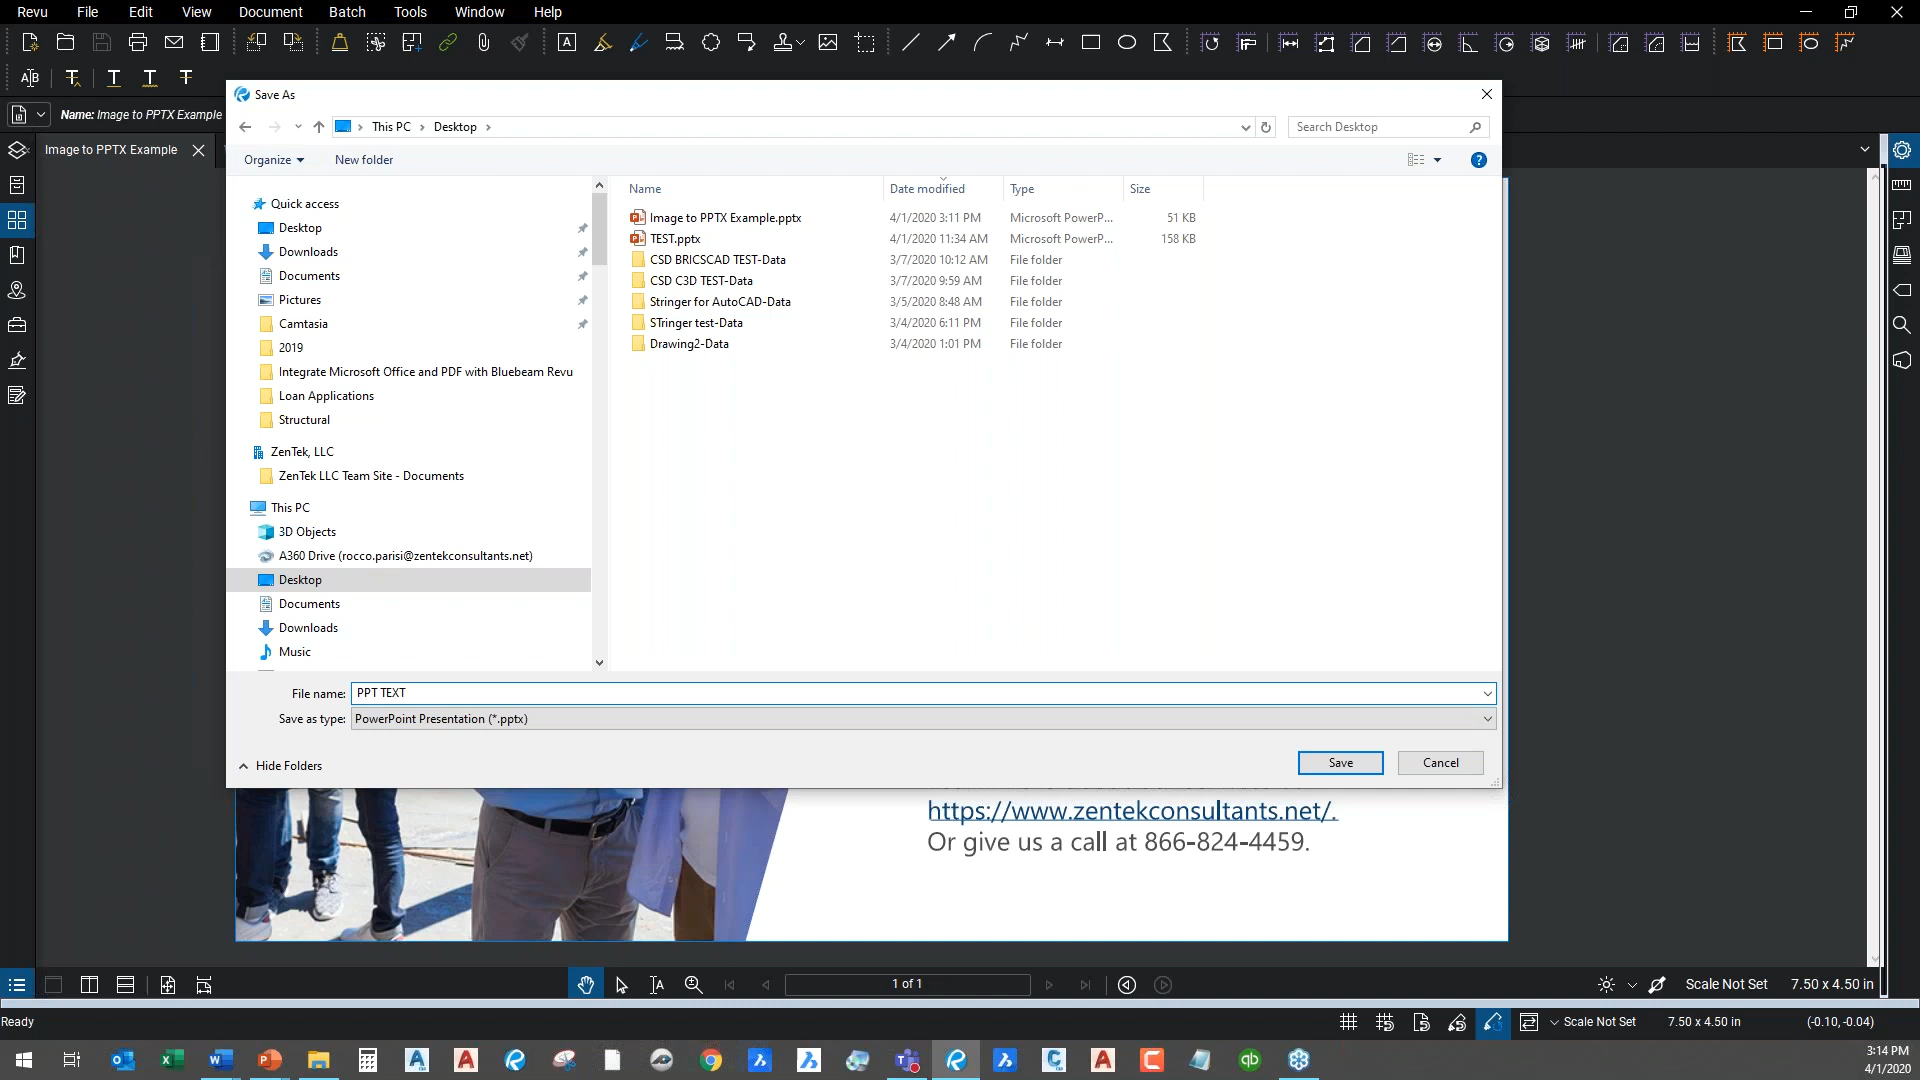 Revu File Edit View Document Batch Tools Window Help
Name: Image to PPTX Example
Image to PPTX Example
Save As
This PC Desktop
Search Desktop
Organize New folder
Name Date modified Type Size
Image to PPTX Example.pptx 4/1/2020 3:11 PM Microsoft PowerP... 51 KB
TEST.pptx 4/1/2020 11:34 AM Microsoft PowerP... 158 KB
CSD BRICSCAD TEST-Data 3/7/2020 10:12 AM File folder
CSD C3D TEST-Data 3/7/2020 9:59 AM File folder
Stringer for AutoCAD-Data 3/5/2020 8:48 AM File folder
STringer test-Data 3/4/2020 6:11 PM File folder
Drawing2-Data 3/4/2020 1:01 PM File folder
Quick access
Desktop
Downloads
Documents
Pictures
Camtasia
2019
Integrate Microsoft Office and PDF with Bluebeam Revu
Loan Applications
Structural
ZenTek, LLC
ZenTek LLC Team Site - Documents
This PC
3D Objects
A360 Drive (rocco.parisi@zentekconsultants.net)
Desktop
Documents
Downloads
Music
File name: PPT TEXT
Save as type: PowerPoint Presentation (*.pptx)
Hide Folders
Save Cancel
https://www.zentekconsultants.net/.
Or give us a call at 866-824-4459.
1 of 1
Scale Not Set 7.50 x 4.50 in
Ready
Scale Not Set 7.50 x 4.50 in (-0.10, -0.04)
3:14 PM
4/1/2020